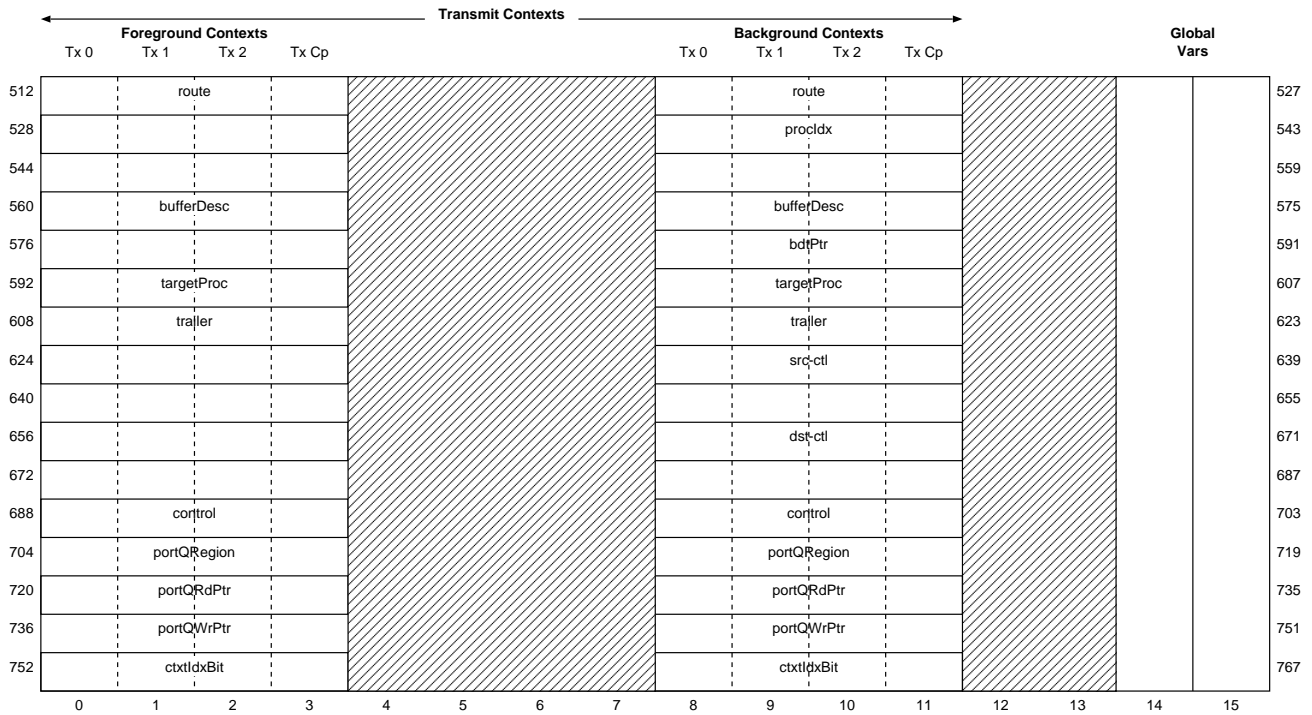 Transmit Contexts
Foreground Contexts Background Contexts Global
Tx 0 Tx 1 Tx 2 Tx Cp Tx 0 Tx 1 Tx 2 Tx Cp Vars
512 route route 527
528 procIdx 543
544 559
560 bufferDesc bufferDesc 575
576 bdtPtr 591
592 targetProc targetProc 607
608 trailer trailer 623
624 src-ctl 639
640 655
656 dst-ctl 671
672 687
688 control control 703
704 portQRegion portQRegion 719
720 portQRdPtr portQRdPtr 735
736 portQWrPtr portQWrPtr 751
752 ctxtIdxBit ctxtIdxBit 767
0 1 2 3 4 5 6 7 8 9 10 11 12 13 14 15